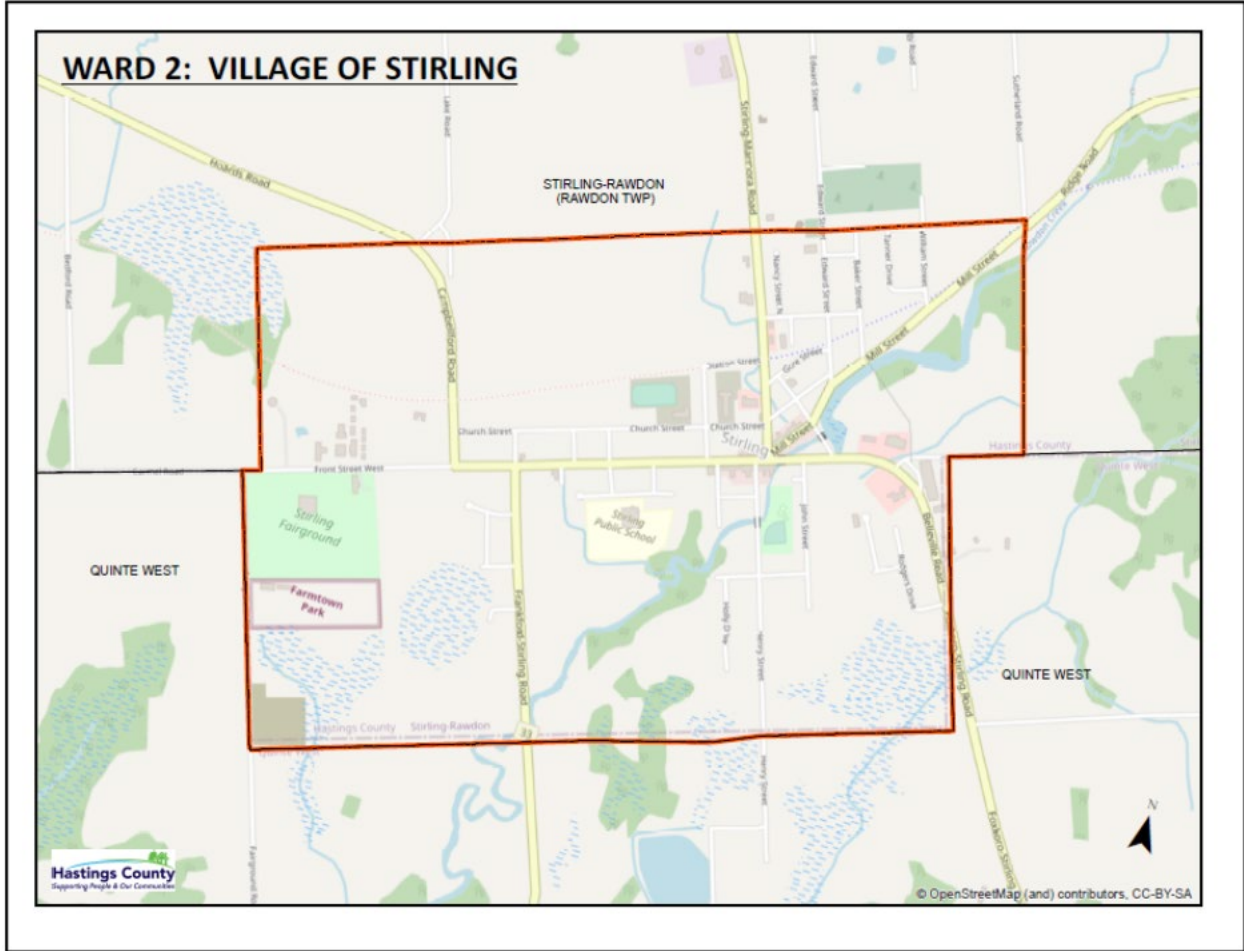 WARD 2: VILLAGE OF STIRLING
Lake Road
Hoards Road
Bedford Road
STIRLING-RAWDON
(RAWDON TWP)
Stirling-Marmora Road
Edward Street
Sutherland Road
Ridge Road
Edward Street
Nancy Street N
Edward Street
Baker Street
Tanner Drive
William Street
Mill Street
Campbellford Road
Station Street
Mill Street
Church Street
Church Street
Church Street
Stirling
Mill Street
Hastings County
Quinte West
Front Street West
Stirling
Fairground
Stirling
Public School
John Street
Belleville Road
Rodgers Drive
QUINTE WEST
Farmtown
Park
Frankford-Stirling Road
Henry Street
QUINTE WEST
Stirling Road
Hastings County
Stirling-Rawdon
33
Henry Street
Fairground
N
Hastings County
Supporting People & Our Communities
© OpenStreetMap (and) contributors, CC-BY-SA